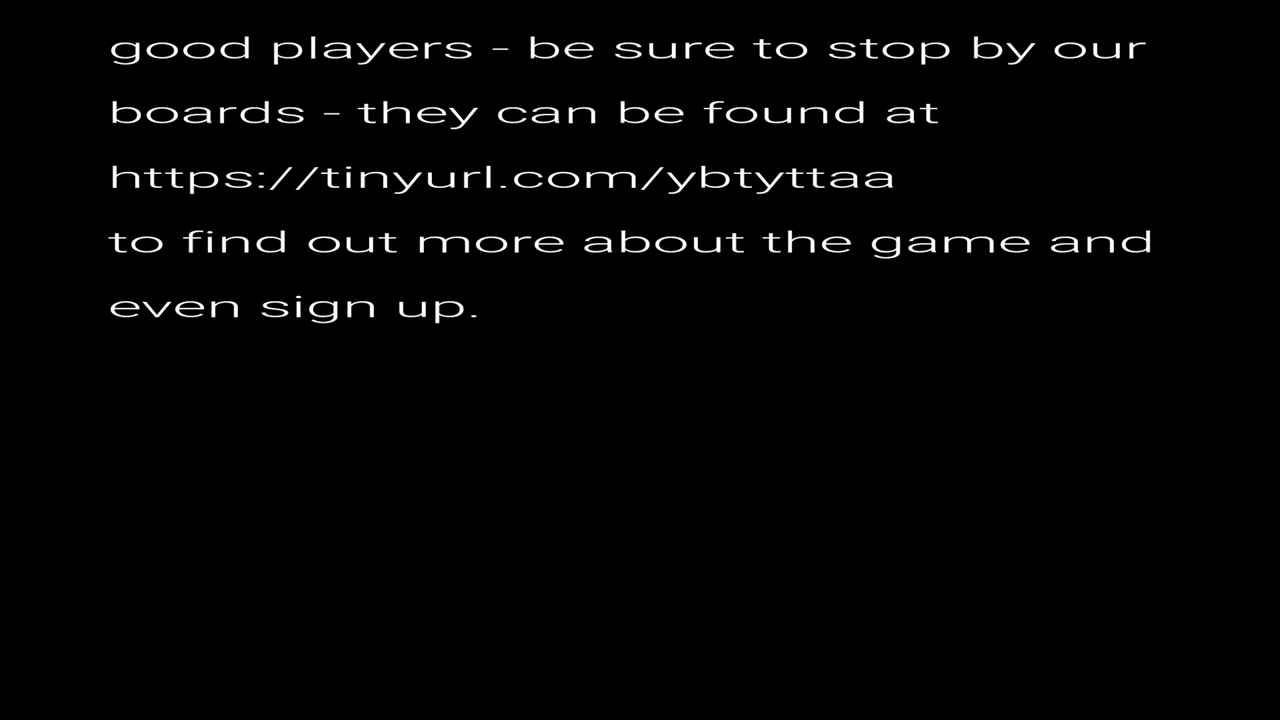 good players - be sure to stop by our
boards - they can be found at
https://tinyurl.com/ybtyttaa
to find out more about the game and
even sign up.